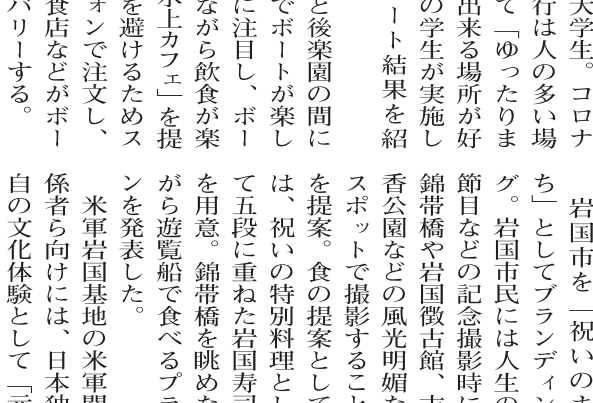 大学生。コロナ
行は人の多い場
て「ゆったりま
出来る場所が好
の学生が実施し
ート結果を紹
と後楽園の間に
でボートが楽し
に注目し、ボー
ながら飲食が楽
水上カフェ」を提
を避けるためス
ォンで注文し、
食店などがボー
バリーする。
岩国市を「祝いのま
ち」としてブランディン
グ。岩国市民には人生の
節目などの記念撮影時に
錦帯橋や岩国徴古館、吉
香公園などの風光明媚な
スポットで撮影すること
を提案。食の提案として
は、祝いの特別料理とし
て五段に重ねた岩国寿司
を用意。錦帯橋を眺めな
がら遊覧船で食べるプラ
ンを発表した。
米軍岩国基地の米軍関
係者ら向けには、日本独
自の文化体験として「元